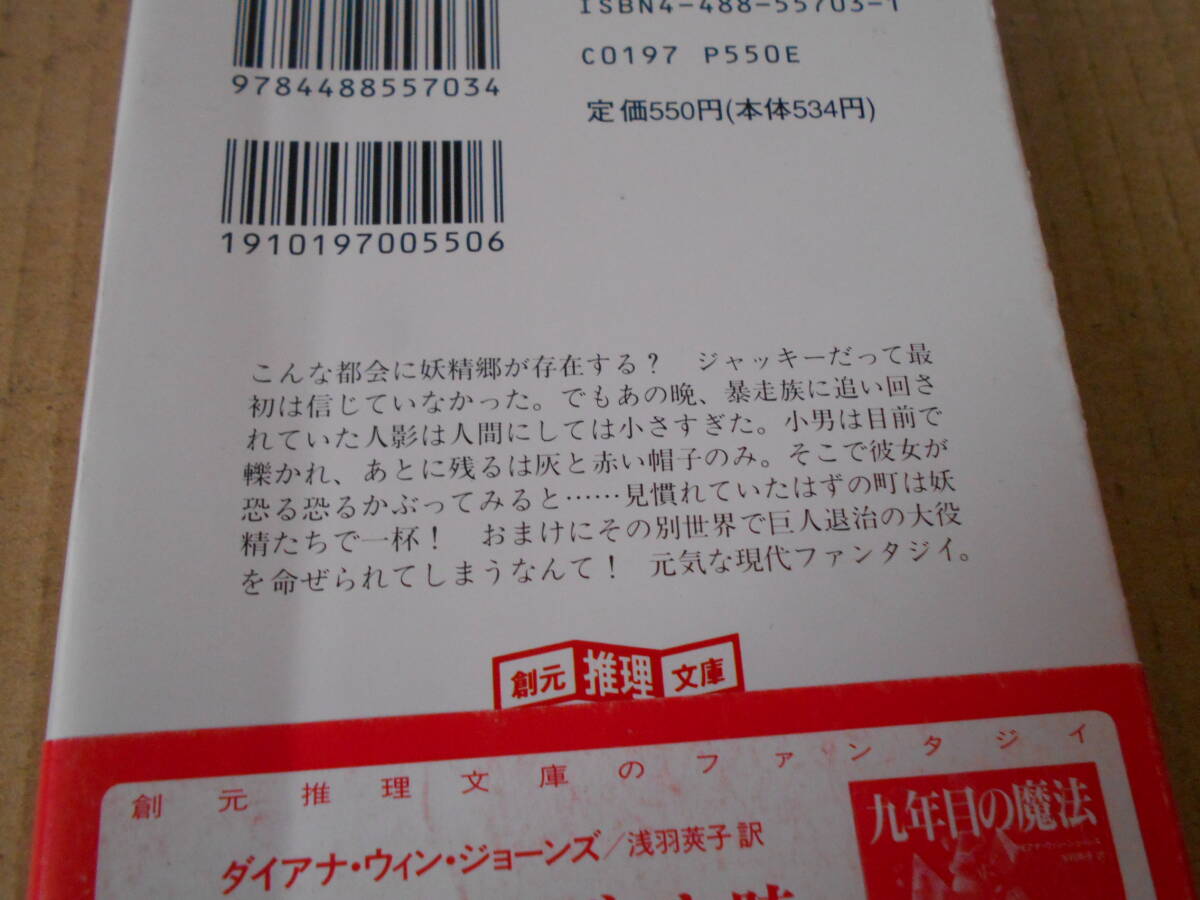 ISBN4-488-55703-1
9784488557034
C0197 P550E
定価550円(本体534円)
1910197005506
こんな都会に妖精郷が存在する？　ジャッキーだって最
初は信じていなかった。でもあの晩、暴走族に追い回さ
れていた人影は人間にしては小さすぎた。小男は目前で
轢かれ、あとに残るは灰と赤い帽子のみ。そこで彼女が
恐る恐るかぶってみると……見慣れていたはずの町は妖
精たちで一杯！　おまけにその別世界で巨人退治の大役
を命ぜられてしまうなんて！　元気な現代ファンタジイ。
創元推理文庫
創元推理文庫のファンタジイ
ダイアナ・ウィン・ジョーンズ／浅羽莢子訳
九年目の魔法